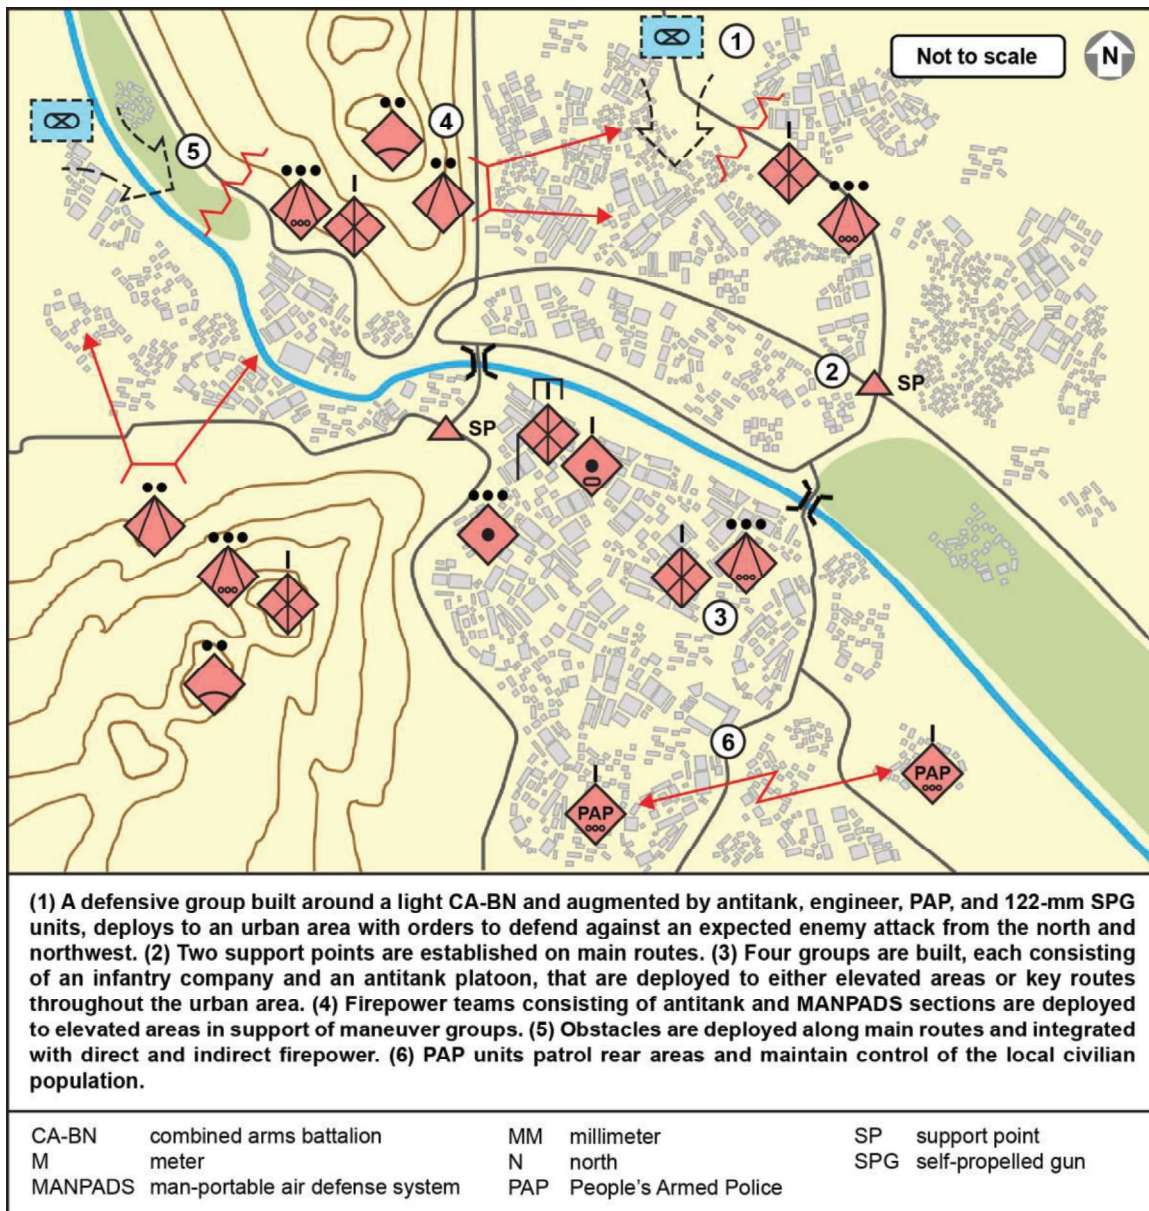 1
Not to scale
N
4
5
2
SP
SP
3
6
PAP
PAP
(1) A defensive group built around a light CA-BN and augmented by antitank, engineer, PAP, and 122-mm SPG
units, deploys to an urban area with orders to defend against an expected enemy attack from the north and
northwest. (2) Two support points are established on main routes. (3) Four groups are built, each consisting
of an infantry company and an antitank platoon, that are deployed to either elevated areas or key routes
throughout the urban area. (4) Firepower teams consisting of antitank and MANPADS sections are deployed
to elevated areas in support of maneuver groups. (5) Obstacles are deployed along main routes and integrated
with direct and indirect firepower. (6) PAP units patrol rear areas and maintain control of the local civilian
population.
CA-BN combined arms battalion
M meter
MANPADS man-portable air defense system
MM millimeter
N north
PAP People's Armed Police
SP support point
SPG self-propelled gun